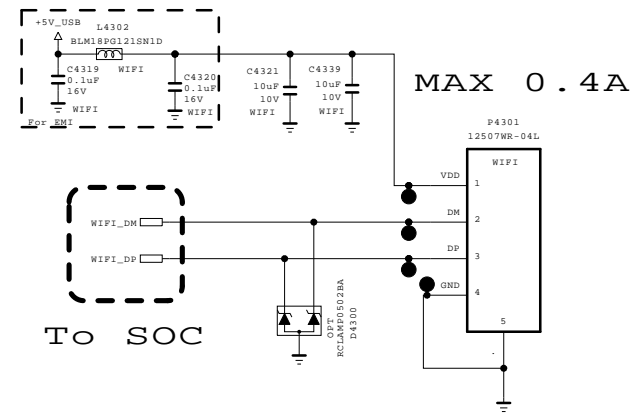 +5V_USB
L4302
BLM18PG121SN1D
C4319
0.1uF
16V
WIFI
WIFI
For EMI
C4320
0.1uF
16V
WIFI
C4321
10uF
10V
WIFI
C4339
10uF
10V
WIFI
MAX 0.4A
P4301
12507WR-04L
WIFI
VDD
1
DM
2
DP
3
GND
4
5
.
WIFI_DM
WIFI_DP
To SOC
OPT
RCLAMP0502BA
D4300